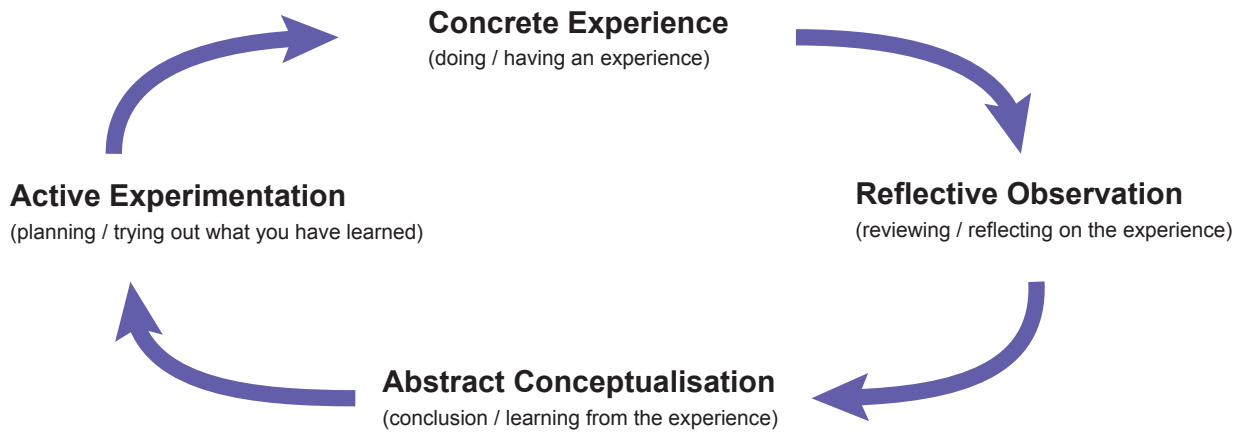 Concrete Experience
(doing / having an experience)
Active Experimentation
(planning / trying out what you have learned)
Reflective Observation
(reviewing / reflecting on the experience)
Abstract Conceptualisation
(conclusion / learning from the experience)